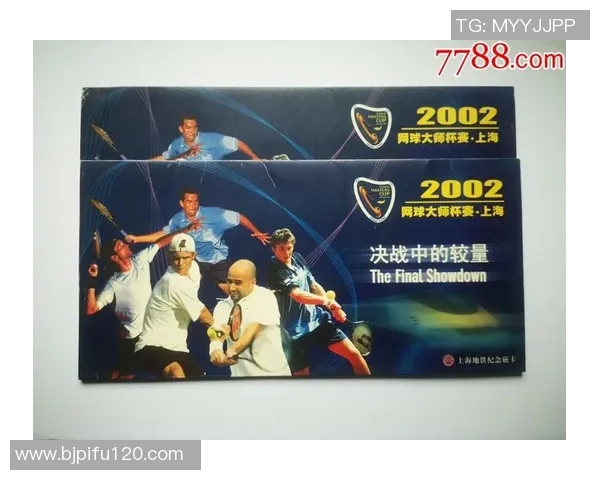 TG: MYYJJPP
7788.com
2002
网球大师杯赛·上海
2002
网球大师杯赛·上海
MASTERS
CUP
决战中的较量
The Final Showdown
上海地铁纪念磁卡
www.bjpifu120.com